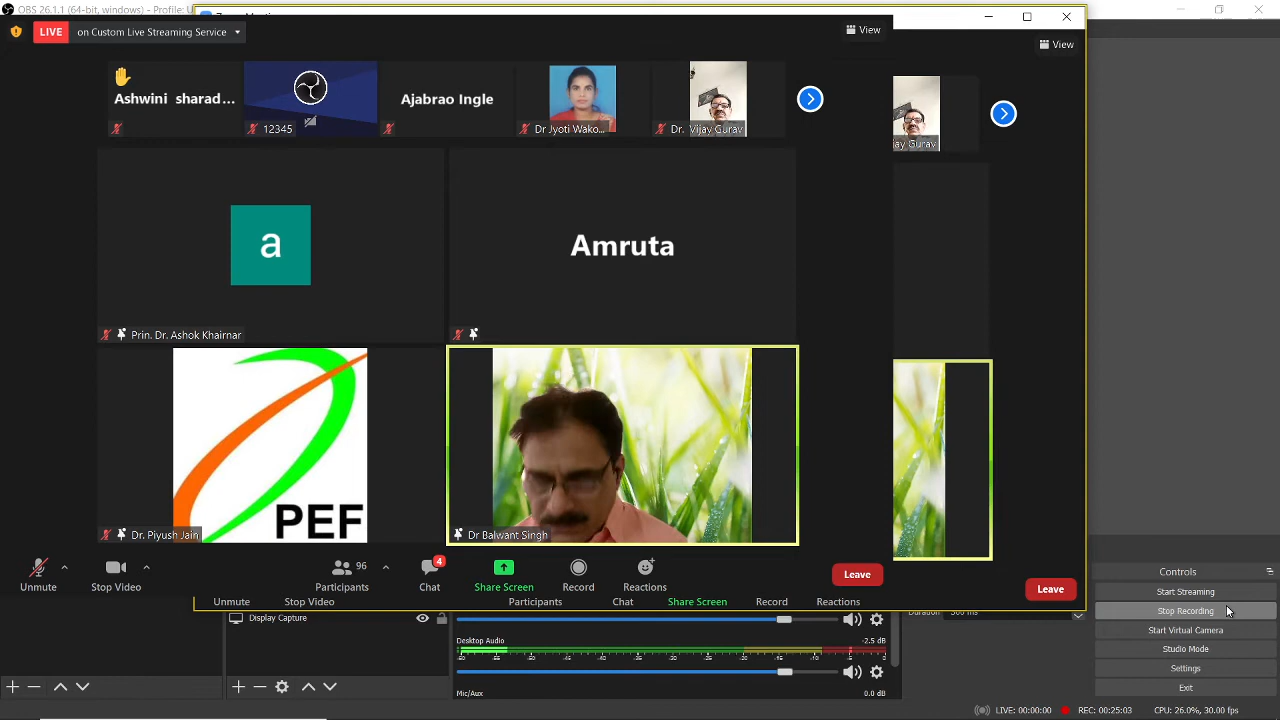 OBS 26.1.1 (64-bit, windows) - Profile: U
LIVE on Custom Live Streaming Service
View
View
Ashwini sharad...
12345
Ajabrao Ingle
Dr Jyoti Wako...
Dr. Vijay Gurav
ay Gurav
a
Prin. Dr. Ashok Khairnar
Amruta
PEF
Dr. Piyush Jain
Dr Balwant Singh
Unmute
Stop Video
96
Participants
4
Chat
Share Screen
Record
Reactions
Leave
Leave
Unmute
Stop Video
Participants
Chat
Share Screen
Record
Reactions
Display Capture
Desktop Audio
-2.5 dB
Mic/Aux
0.0 dB
Duration
300 ms
Controls
Start Streaming
Stop Recording
Start Virtual Camera
Studio Mode
Settings
Exit
LIVE: 00:00:00
REC: 00:25:03
CPU: 26.0%, 30.00 fps